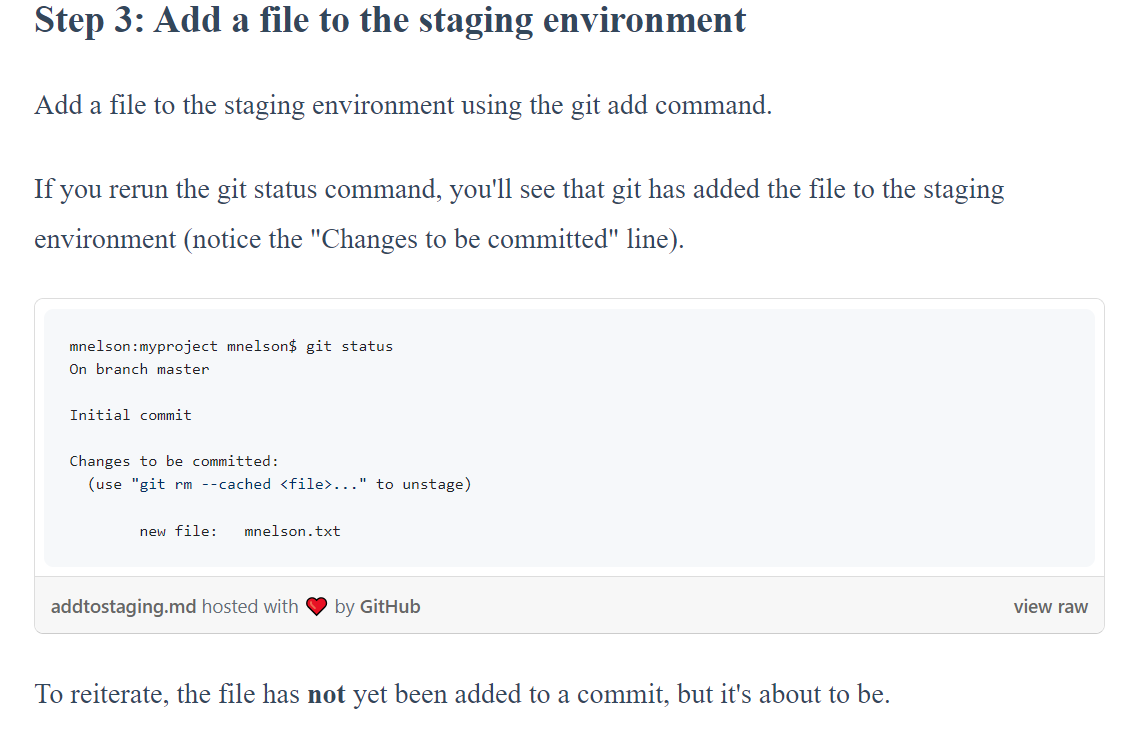 Step 3: Add a file to the staging environment
Add a file to the staging environment using the git add command.
If you rerun the git status command, you'll see that git has added the file to the staging
environment (notice the "Changes to be committed" line).
mnelson:myproject mnelson$ git status
On branch master
Initial commit
Changes to be committed:
  (use "git rm --cached <file>..." to unstage)
        new file:   mnelson.txt
addtostaging.md hosted with ❤ by GitHub view raw
To reiterate, the file has not yet been added to a commit, but it's about to be.